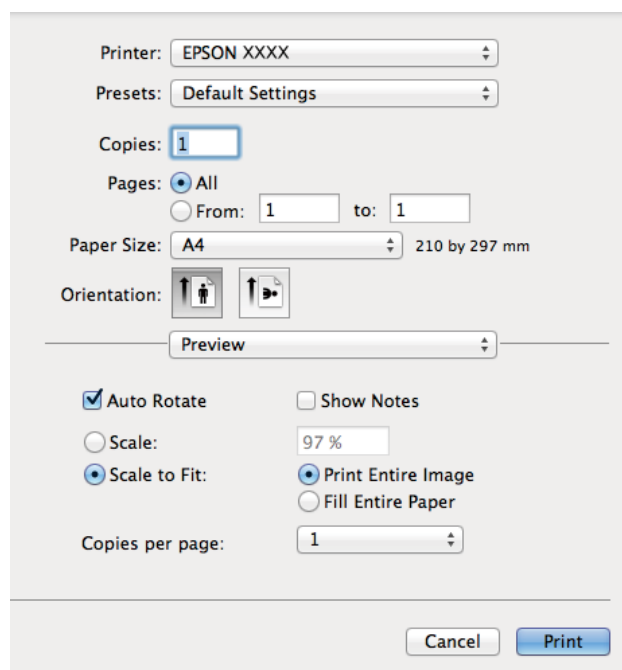 Printer: EPSON XXXX
Presets: Default Settings
Copies: 1
Pages: All
From: 1 to: 1
Paper Size: A4 210 by 297 mm
Orientation:
Preview
Auto Rotate Show Notes
Scale: 97 %
Scale to Fit: Print Entire Image
Fill Entire Paper
Copies per page: 1
Cancel Print